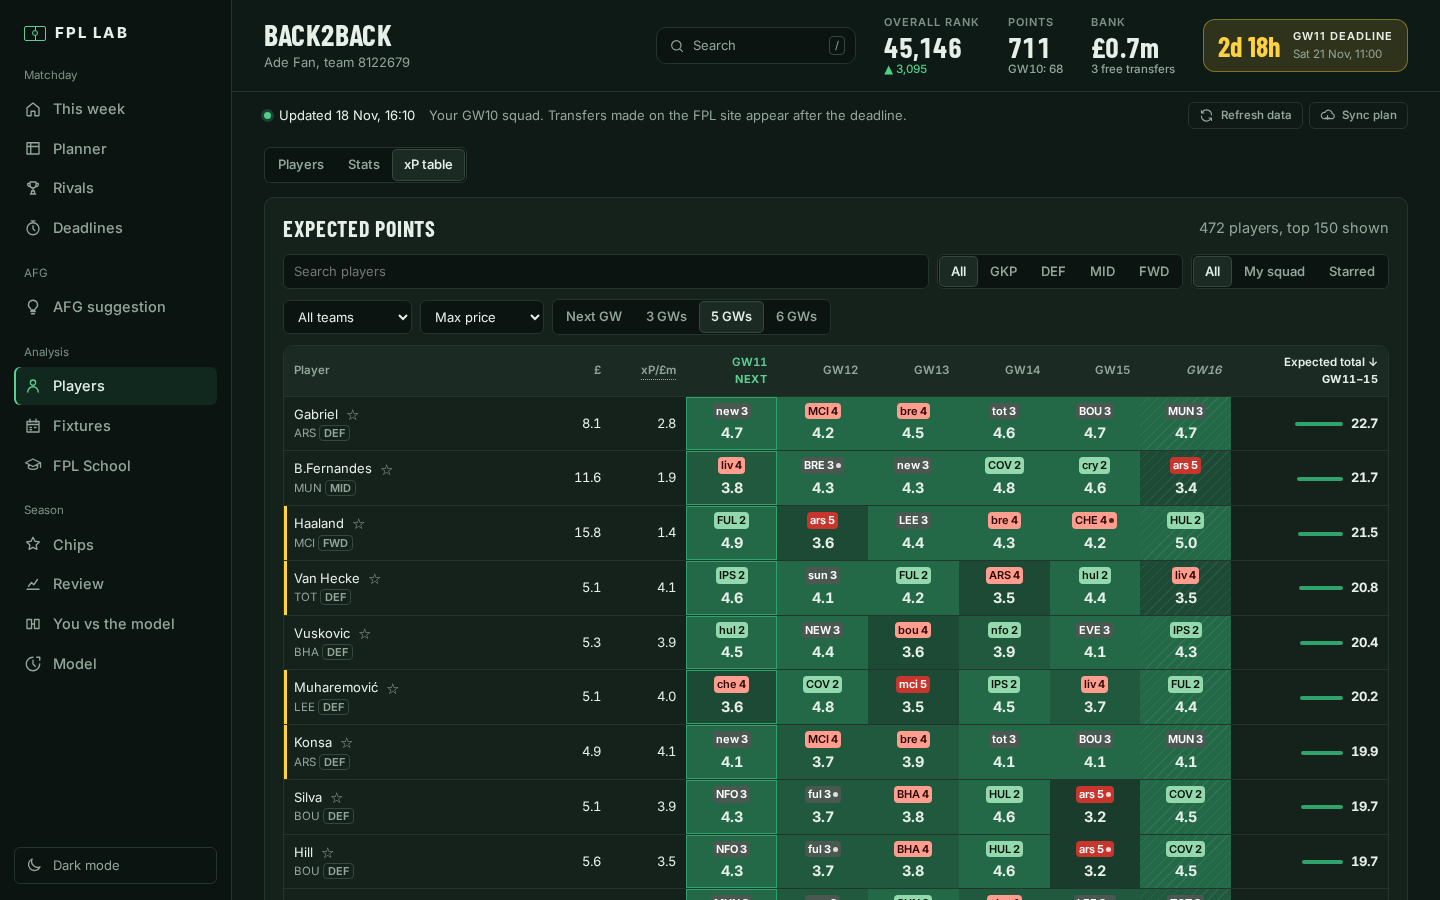 FPL LAB
Matchday
This week
Planner
Rivals
Deadlines
AFG
AFG suggestion
Analysis
Players
Fixtures
FPL School
Season
Chips
Review
You vs the model
Model
Dark mode
BACK2BACK
Ade Fan, team 8122679
Search /
OVERALL RANK
45,146
▲ 3,095
POINTS
711
GW10: 68
BANK
£0.7m
3 free transfers
2d 18h
GW11 DEADLINE
Sat 21 Nov, 11:00
Updated 18 Nov, 16:10 Your GW10 squad. Transfers made on the FPL site appear after the deadline.
Refresh data Sync plan
Players Stats xP table
EXPECTED POINTS 472 players, top 150 shown
Search players All GKP DEF MID FWD All My squad Starred
All teams Max price Next GW 3 GWs 5 GWs 6 GWs
Player £ xP/£m GW11 NEXT GW12 GW13 GW14 GW15 GW16 Expected total ↓ GW11–15
Gabriel ☆ new 3 MCI 4 bre 4 tot 3 BOU 3 MUN 3
ARS DEF 8.1 2.8 4.7 4.2 4.5 4.6 4.7 4.7 22.7
B.Fernandes ☆ liv 4 BRE 3 • new 3 COV 2 cry 2 ars 5
MUN MID 11.6 1.9 3.8 4.3 4.3 4.8 4.6 3.4 21.7
Haaland ☆ FUL 2 ars 5 LEE 3 bre 4 CHE 4 • HUL 2
MCI FWD 15.8 1.4 4.9 3.6 4.4 4.3 4.2 5.0 21.5
Van Hecke ☆ IPS 2 sun 3 FUL 2 ARS 4 hul 2 liv 4
TOT DEF 5.1 4.1 4.6 4.1 4.2 3.5 4.4 3.5 20.8
Vuskovic ☆ hul 2 NEW 3 bou 4 nfo 2 EVE 3 IPS 2
BHA DEF 5.3 3.9 4.5 4.4 3.6 3.9 4.1 4.3 20.4
Muharemović ☆ che 4 COV 2 mci 5 IPS 2 liv 4 FUL 2
LEE DEF 5.1 4.0 3.6 4.8 3.5 4.5 3.7 4.4 20.2
Konsa ☆ new 3 MCI 4 bre 4 tot 3 BOU 3 MUN 3
ARS DEF 4.9 4.1 4.1 3.7 3.9 4.1 4.1 4.1 19.9
Silva ☆ NFO 3 ful 3 • BHA 4 HUL 2 ars 5 • COV 2
BOU DEF 5.1 3.9 4.3 3.7 3.8 4.6 3.2 4.5 19.7
Hill ☆ NFO 3 ful 3 • BHA 4 HUL 2 ars 5 • COV 2
BOU DEF 5.6 3.5 4.3 3.7 3.8 4.6 3.2 4.5 19.7